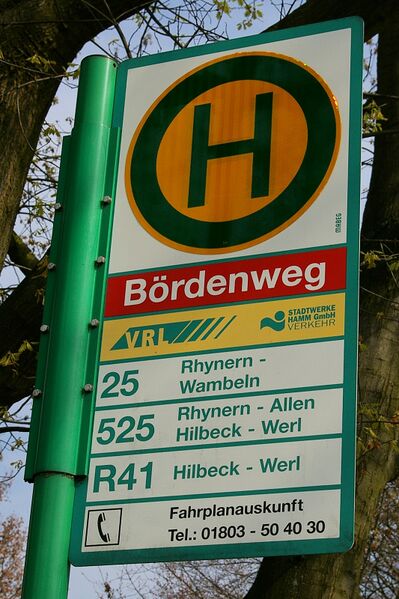 H
MABEG
Bördenweg
VRL
STADTWERKE
HAMM GmbH
VERKEHR
25 Rhynern -
Wambeln
525 Rhynern - Allen
Hilbeck - Werl
R41 Hilbeck - Werl
Fahrplanauskunft
Tel.: 01803 - 50 40 30